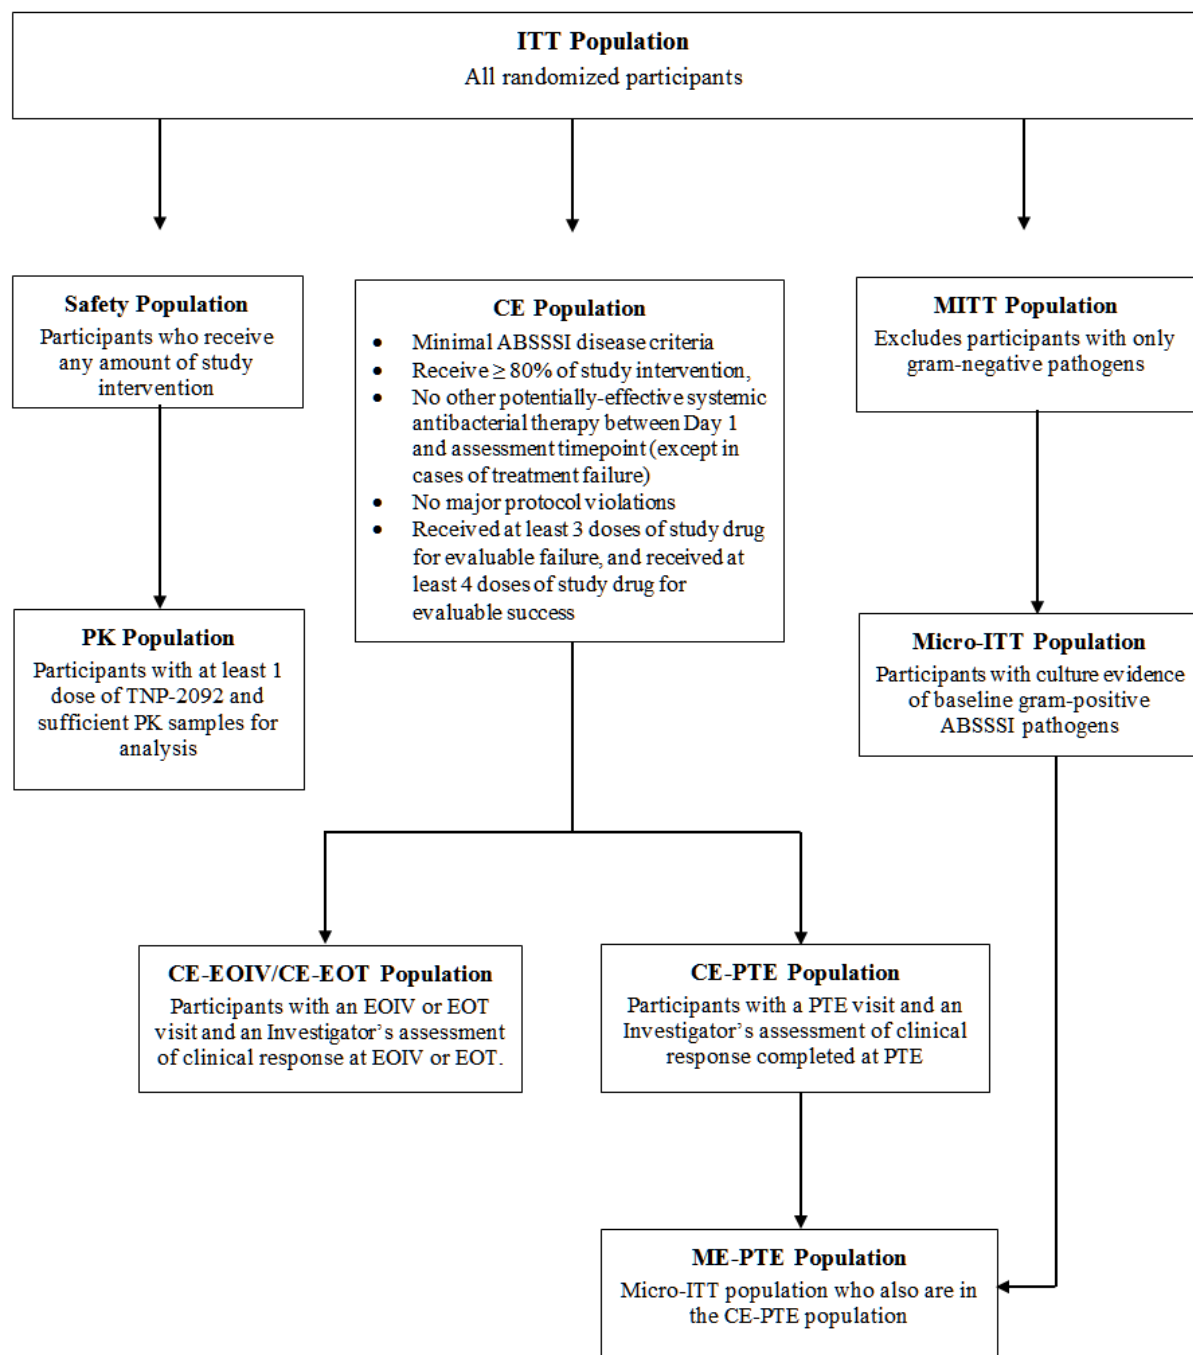 ITT Population
All randomized participants
Safety Population
Participants who receive
any amount of study
intervention
CE Population
• Minimal ABSSSI disease criteria
• Receive ≥ 80% of study intervention,
• No other potentially-effective systemic
antibacterial therapy between Day 1
and assessment timepoint (except in
cases of treatment failure)
• No major protocol violations
• Received at least 3 doses of study drug
for evaluable failure, and received at
least 4 doses of study drug for
evaluable success
MITT Population
Excludes participants with only
gram-negative pathogens
PK Population
Participants with at least 1
dose of TNP-2092 and
sufficient PK samples for
analysis
Micro-ITT Population
Participants with culture evidence
of baseline gram-positive
ABSSSI pathogens
CE-EOIV/CE-EOT Population
Participants with an EOIV or EOT
visit and an Investigator’s assessment
of clinical response at EOIV or EOT.
CE-PTE Population
Participants with a PTE visit and an
Investigator’s assessment of clinical
response completed at PTE
ME-PTE Population
Micro-ITT population who also are in
the CE-PTE population